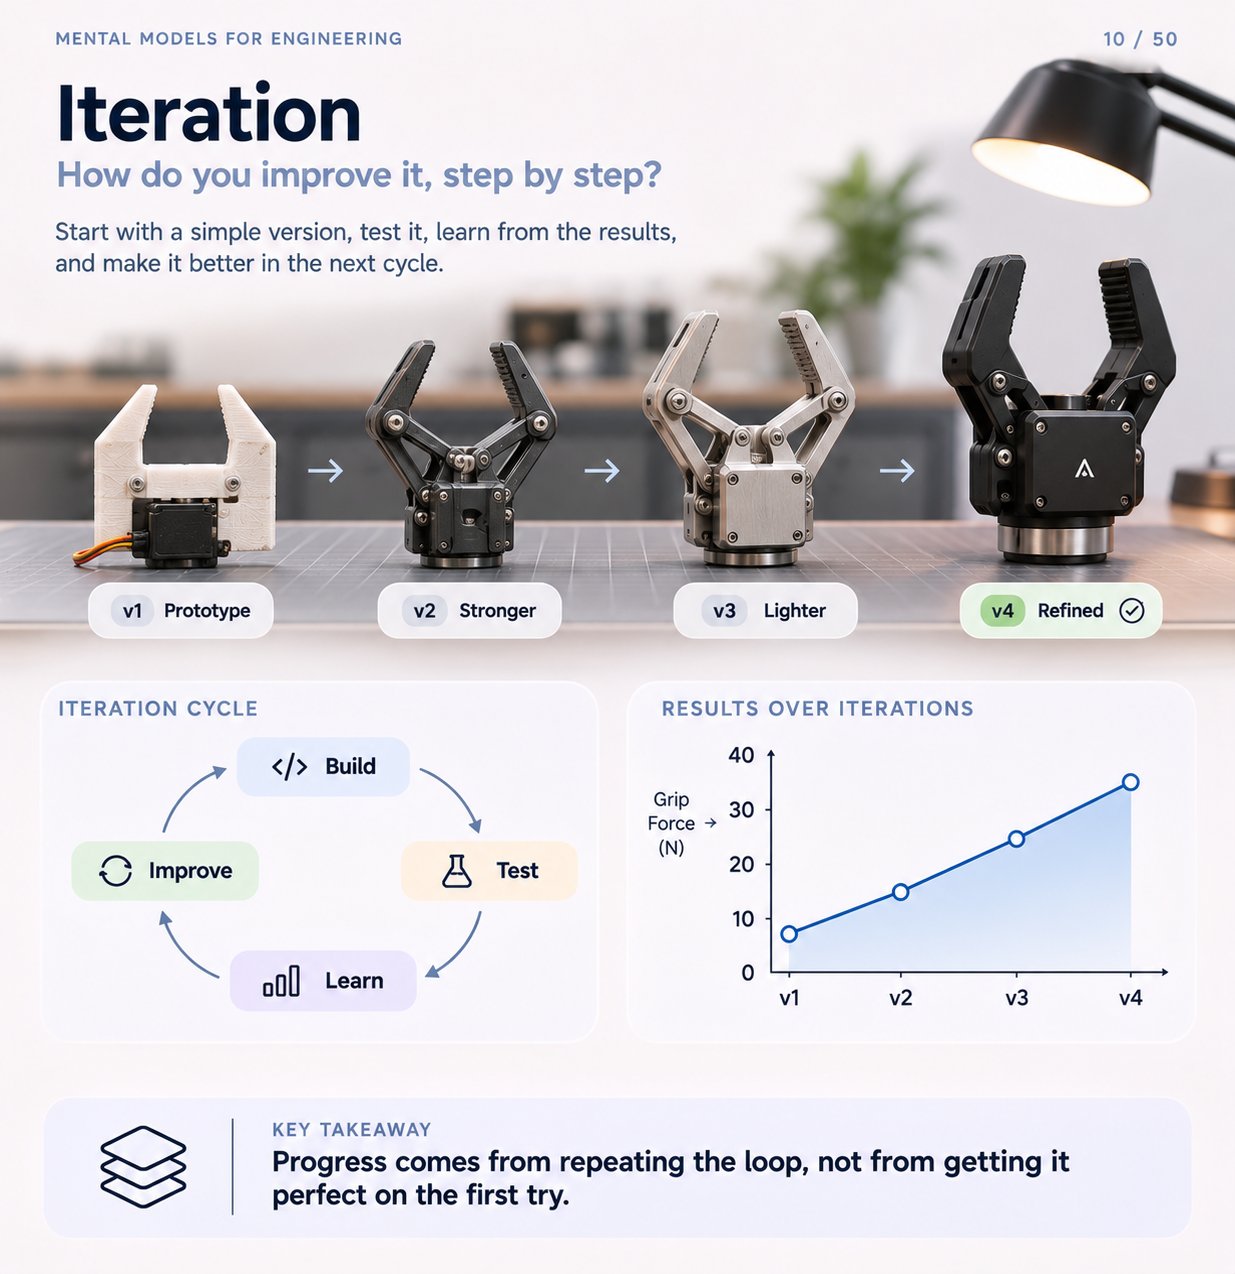 MENTAL MODELS FOR ENGINEERING
10 / 50
Iteration
How do you improve it, step by step?
Start with a simple version, test it, learn from the results,
and make it better in the next cycle.
v1 Prototype
v2 Stronger
v3 Lighter
v4 Refined
ITERATION CYCLE
</> Build
Improve
Test
Learn
RESULTS OVER ITERATIONS
Grip
Force →
(N)
40
30
20
10
0
v1 v2 v3 v4
KEY TAKEAWAY
Progress comes from repeating the loop, not from getting it
perfect on the first try.